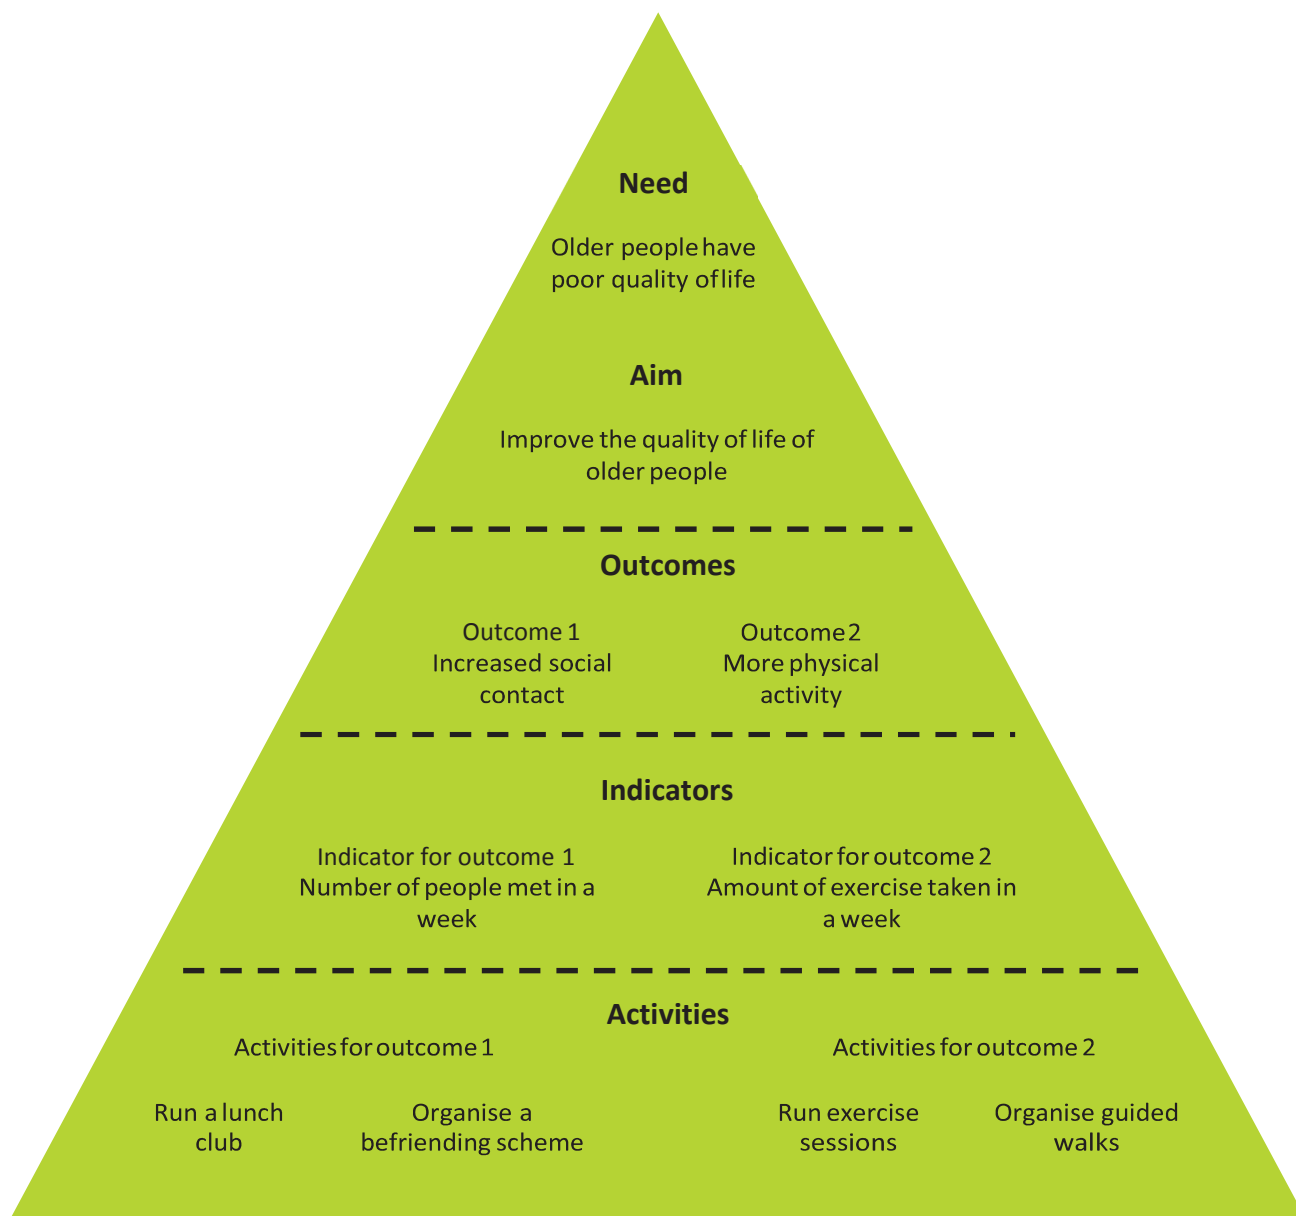 Need
Older people have
poor quality of life
Aim
Improve the quality of life of
older people
Outcomes
Outcome 1
Increased social
contact
Outcome 2
More physical
activity
Indicators
Indicator for outcome 1
Number of people met in a
week
Indicator for outcome 2
Amount of exercise taken in
a week
Activities
Activities for outcome 1
Activities for outcome 2
Run a lunch
club
Organise a
befriending scheme
Run exercise
sessions
Organise guided
walks